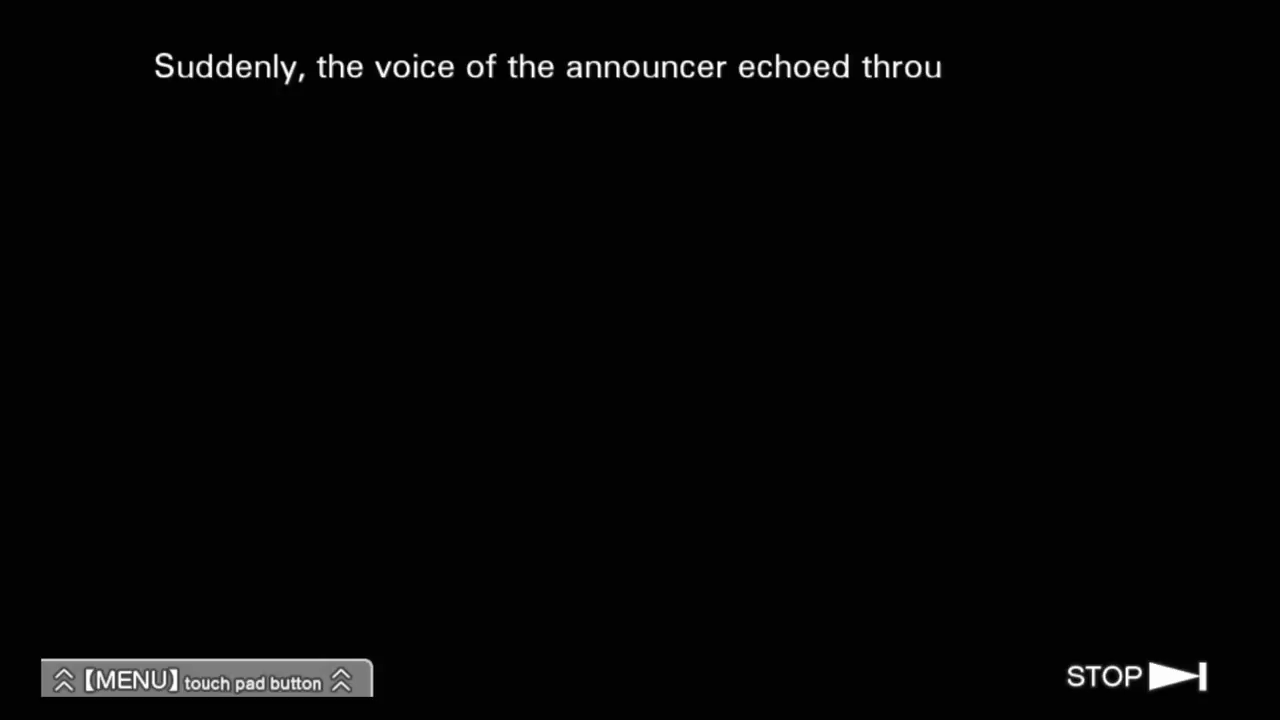 Suddenly, the voice of the announcer echoed throu
【MENU】touch pad button
STOP